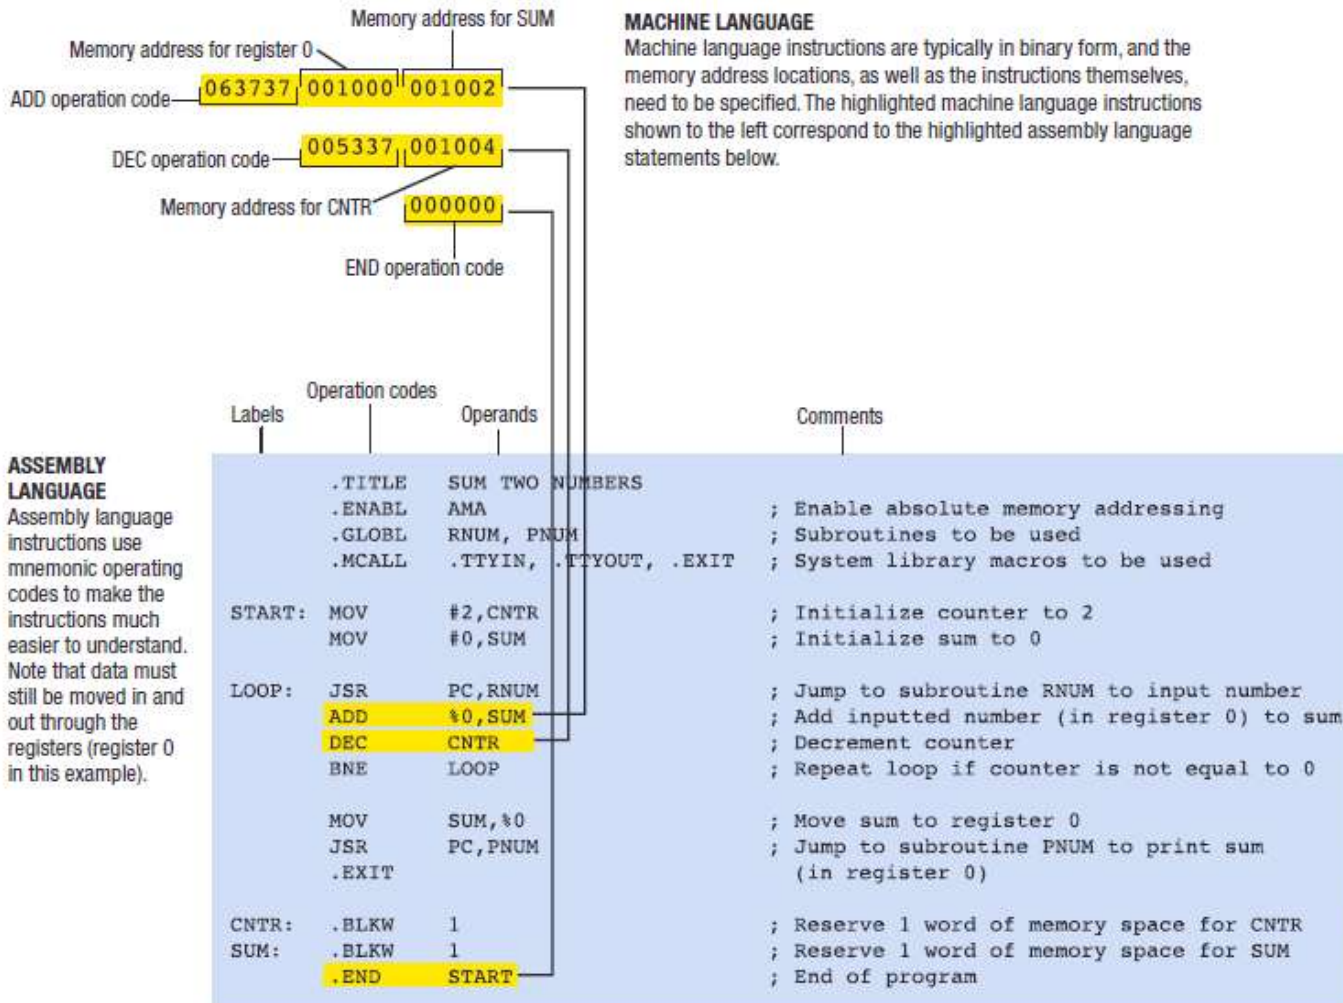 Memory address for SUM
Memory address for register 0
ADD operation code
063737 001000 001002
DEC operation code
005337 001004
Memory address for CNTR
000000
END operation code
MACHINE LANGUAGE
Machine language instructions are typically in binary form, and the
memory address locations, as well as the instructions themselves,
need to be specified. The highlighted machine language instructions
shown to the left correspond to the highlighted assembly language
statements below.
Labels
Operation codes
Operands
Comments
ASSEMBLY
LANGUAGE
Assembly language
instructions use
mnemonic operating
codes to make the
instructions much
easier to understand.
Note that data must
still be moved in and
out through the
registers (register 0
in this example).
.TITLE SUM TWO NUMBERS
.ENABL AMA ; Enable absolute memory addressing
.GLOBL RNUM, PNUM ; Subroutines to be used
.MCALL .TTYIN, .TTYOUT, .EXIT ; System library macros to be used
START: MOV #2,CNTR ; Initialize counter to 2
MOV #0,SUM ; Initialize sum to 0
LOOP: JSR PC,RNUM ; Jump to subroutine RNUM to input number
ADD %0,SUM ; Add inputted number (in register 0) to sum
DEC CNTR ; Decrement counter
BNE LOOP ; Repeat loop if counter is not equal to 0
MOV SUM,%0 ; Move sum to register 0
JSR PC,PNUM ; Jump to subroutine PNUM to print sum
.EXIT (in register 0)
CNTR: .BLKW 1 ; Reserve 1 word of memory space for CNTR
SUM: .BLKW 1 ; Reserve 1 word of memory space for SUM
.END START ; End of program